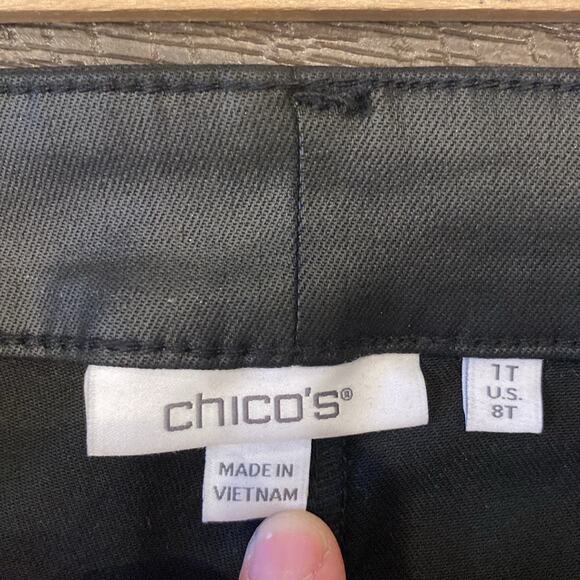 chico's®
MADE IN
VIETNAM
1T
U.S.
8T